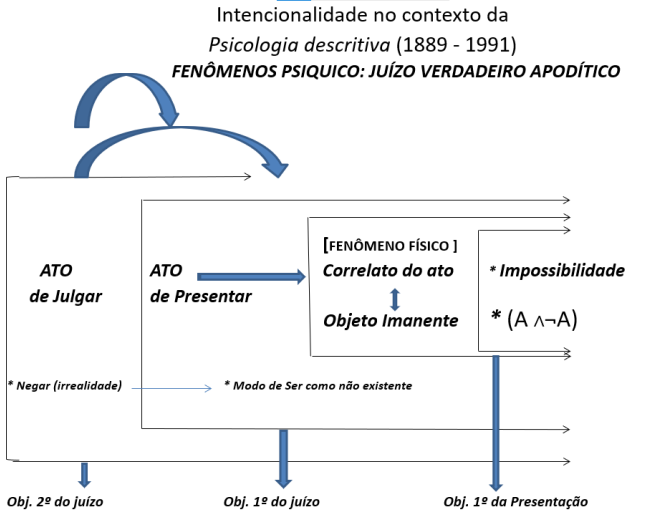 Intencionalidade no contexto da
Psicologia descritiva (1889 - 1991)
FENÔMENOS PSIQUICO: JUÍZO VERDADEIRO APODÍTICO
[FENÔMENO FÍSICO ]
ATO
de Julgar
ATO
de Presentar
Correlato do ato
Objeto Imanente
* Impossibilidade
* (A ∧¬A)
* Negar (irrealidade)
* Modo de Ser como não existente
Obj. 2º do juízo
Obj. 1º do juízo
Obj. 1º da Presentação